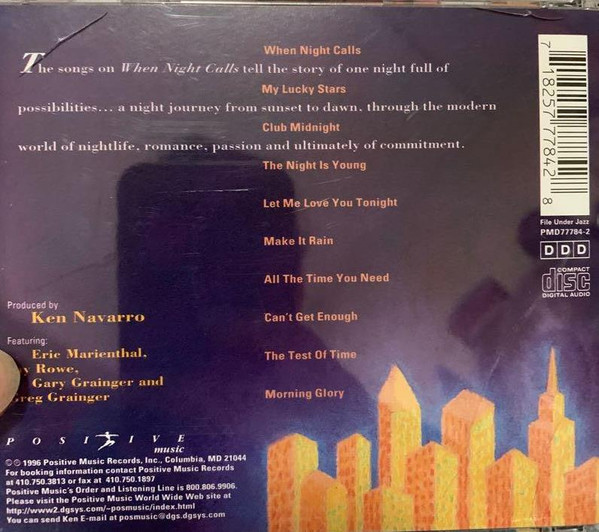 When Night Calls
The songs on When Night Calls tell the story of one night full of
My Lucky Stars
possibilities... a night journey from sunset to dawn, through the modern
Club Midnight
world of nightlife, romance, passion and ultimately of commitment.
The Night Is Young
Let Me Love You Tonight
Make It Rain
All The Time You Need
Can't Get Enough
The Test Of Time
Morning Glory
7 18257 77842 8
File Under Jazz
PMD77784-2
D D D
COMPACT
disc
DIGITAL AUDIO
Produced by
Ken Navarro
Featuring:
Eric Marienthal,
Rowe,
Gary Grainger and
Greg Grainger
POSITIVE
music
℗© 1996 Positive Music Records, Inc., Columbia, MD 21044
For booking information contact Positive Music Records
at 410.750.3813 or fax at 410.750.1897
Positive Music's Order and Listening Line is 800.806.9906.
Please visit the Positive Music World Wide Web site at
http://www2.dgsys.com/~posmusic/index.html
You can send Ken E-mail at posmusic@dgs.dgsys.com